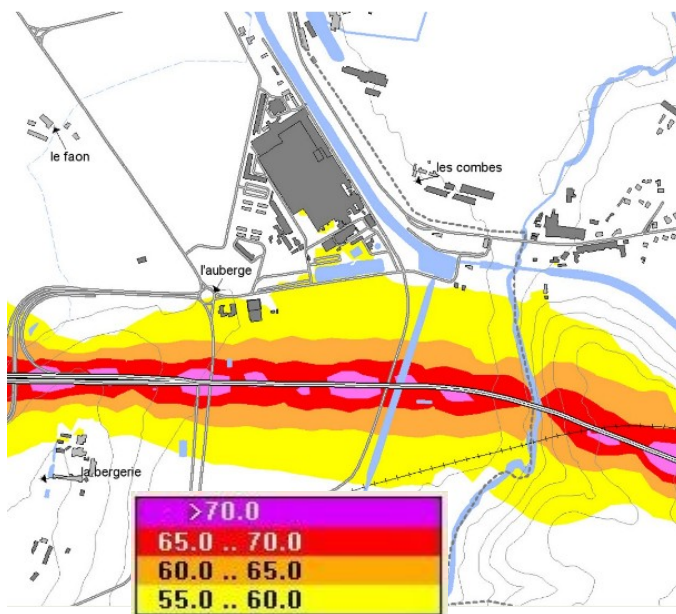 le faon
les combes
l'auberge
la bergerie
>70.0
65.0 .. 70.0
60.0 .. 65.0
55.0 .. 60.0